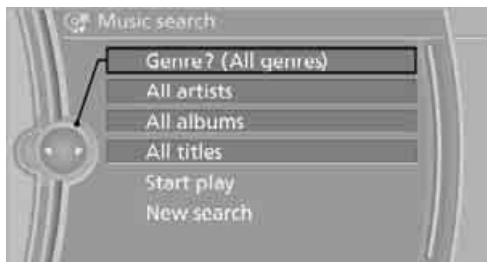 Music search
Genre? (All genres)
All artists
All albums
All titles
Start play
New search